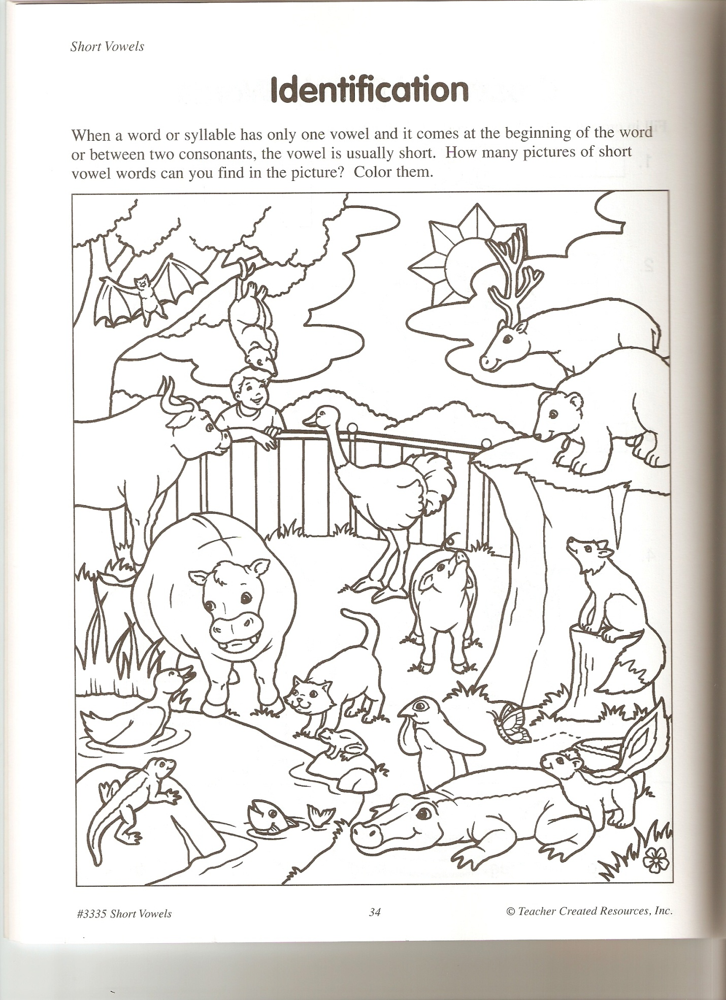 Short Vowels
Identification
When a word or syllable has only one vowel and it comes at the beginning of the word
or between two consonants, the vowel is usually short.  How many pictures of short
vowel words can you find in the picture?  Color them.
#3335 Short Vowels
34
© Teacher Created Resources, Inc.